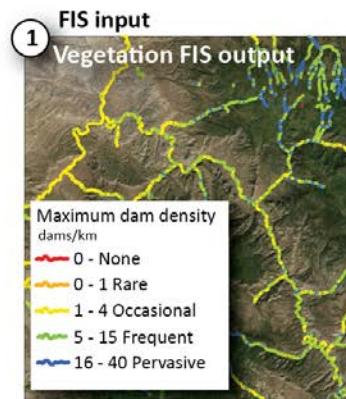 FIS input
1
Vegetation FIS output
Maximum dam density
dams/km
0 - None
0 - 1 Rare
1 - 4 Occasional
5 - 15 Frequent
16 - 40 Pervasive